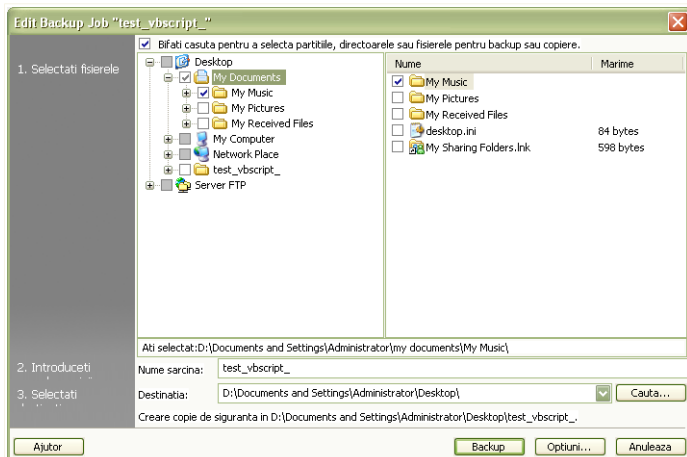 Edit Backup Job "test_vbscript_"
1. Selectati fisierele
Bifati casuta pentru a selecta partitiile, directoarele sau fisierele pentru backup sau copiere.
Desktop
My Documents
My Music
My Pictures
My Received Files
My Computer
Network Place
test_vbscript_
Server FTP
Nume Marime
My Music
My Pictures
My Received Files
desktop.ini 84 bytes
My Sharing Folders.lnk 598 bytes
Ati selectat:D:\Documents and Settings\Administrator\my documents\My Music\
2. Introduceti
Nume sarcina: test_vbscript_
3. Selectati
Destinatia: D:\Documents and Settings\Administrator\Desktop\ Cauta...
Creare copie de siguranta in D:\Documents and Settings\Administrator\Desktop\test_vbscript_.
Ajutor Backup Optiuni... Anuleaza